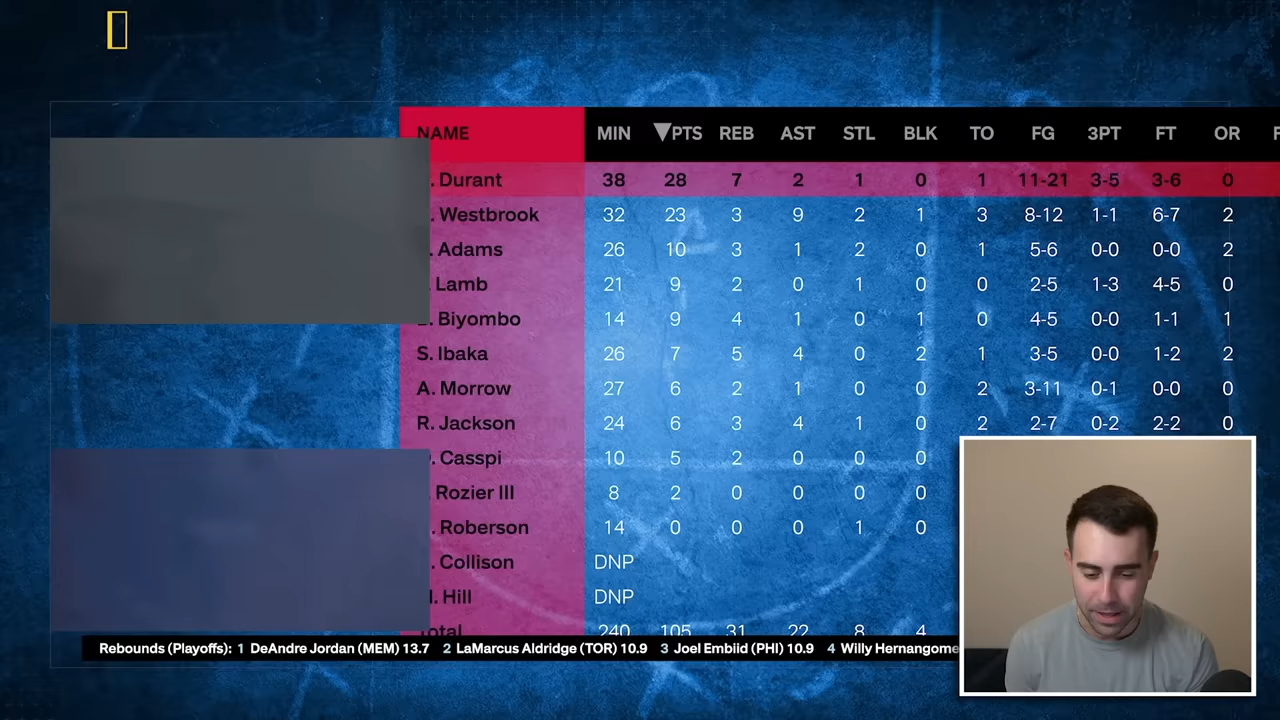 NAME MIN PTS REB AST STL BLK TO FG 3PT FT OR
. Durant 38 28 7 2 1 0 1 11-21 3-5 3-6 0
. Westbrook 32 23 3 9 2 1 3 8-12 1-1 6-7 2
. Adams 26 10 3 1 2 0 1 5-6 0-0 0-0 2
Lamb 21 9 2 0 1 0 0 2-5 1-3 4-5 0
. Biyombo 14 9 4 1 0 1 0 4-5 0-0 1-1 1
S. Ibaka 26 7 5 4 0 2 1 3-5 0-0 1-2 2
A. Morrow 27 6 2 1 0 0 2 3-11 0-1 0-0 0
R. Jackson 24 6 3 4 1 0 2 2-7 0-2 2-2 0
. Casspi 10 5 2 0 0 0
Rozier III 8 2 0 0 0 0
. Roberson 14 0 0 0 1 0
. Collison DNP
. Hill DNP
Total 240 105 31 22 8 4
Rebounds (Playoffs): 1 DeAndre Jordan (MEM) 13.7 2 LaMarcus Aldridge (TOR) 10.9 3 Joel Embiid (PHI) 10.9 4 Willy Hernangome